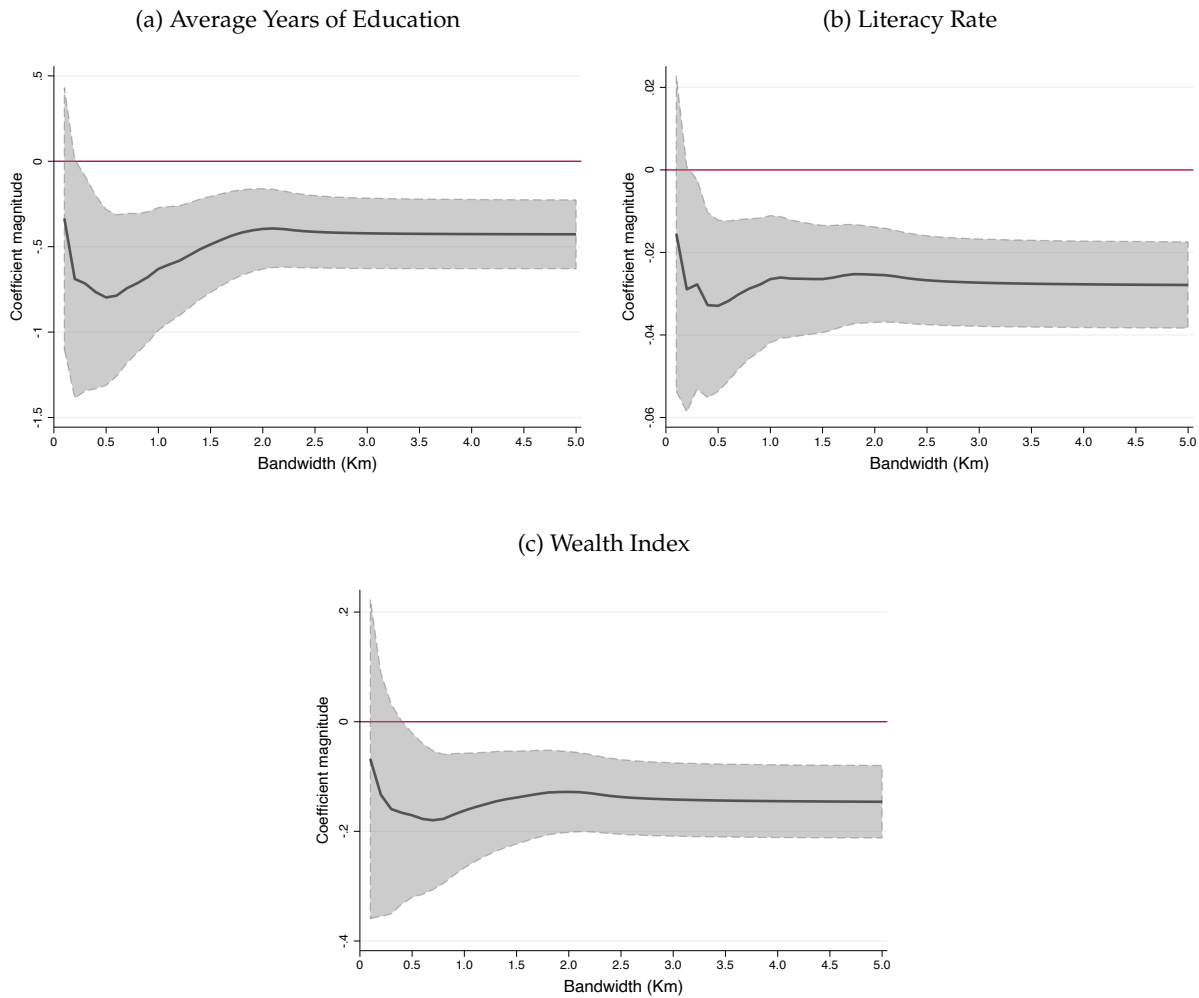 (a) Average Years of Education
(b) Literacy Rate
.5
0
-.5
-1
-1.5
Coefficient magnitude
0 0.5 1.0 1.5 2.0 2.5 3.0 3.5 4.0 4.5 5.0
Bandwidth (Km)
.02
0
-.02
-.04
-.06
Coefficient magnitude
0 0.5 1.0 1.5 2.0 2.5 3.0 3.5 4.0 4.5 5.0
Bandwidth (Km)
(c) Wealth Index
.2
0
-.2
-.4
Coefficient magnitude
0 0.5 1.0 1.5 2.0 2.5 3.0 3.5 4.0 4.5 5.0
Bandwidth (Km)